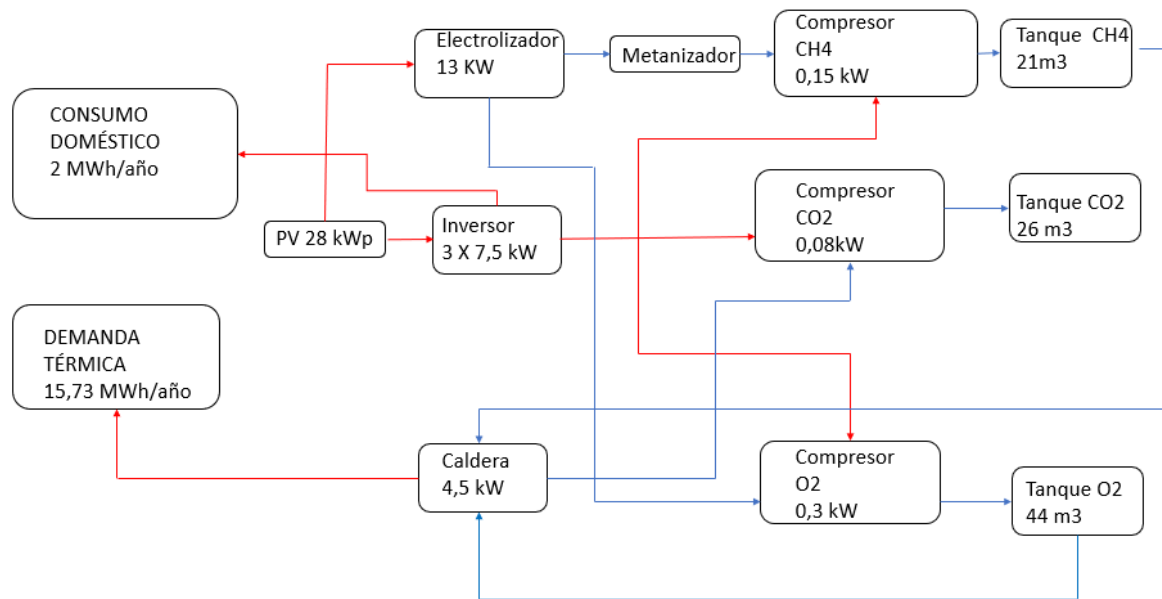 Electrolizador
13 KW
Metanizador
Compresor
CH4
0,15 kW
Tanque CH4
21m3
CONSUMO
DOMÉSTICO
2 MWh/año
PV 28 kWp
Inversor
3 X 7,5 kW
Compresor
CO2
0,08kW
Tanque CO2
26 m3
DEMANDA
TÉRMICA
15,73 MWh/año
Caldera
4,5 kW
Compresor
O2
0,3 kW
Tanque O2
44 m3